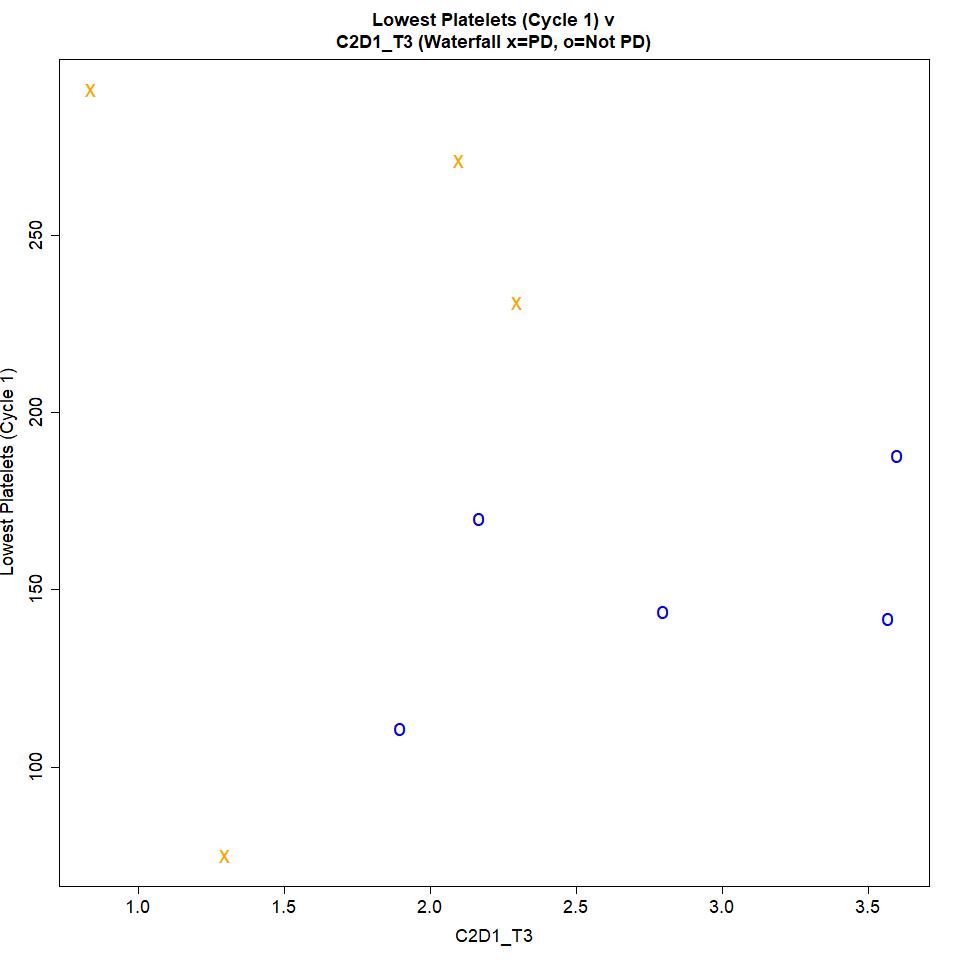 Lowest Platelets (Cycle 1) v
C2D1_T3 (Waterfall x=PD, o=Not PD)
Lowest Platelets (Cycle 1)
250
200
150
100
X
X
X
O
O
O
O
O
X
1.0 1.5 2.0 2.5 3.0 3.5
C2D1_T3